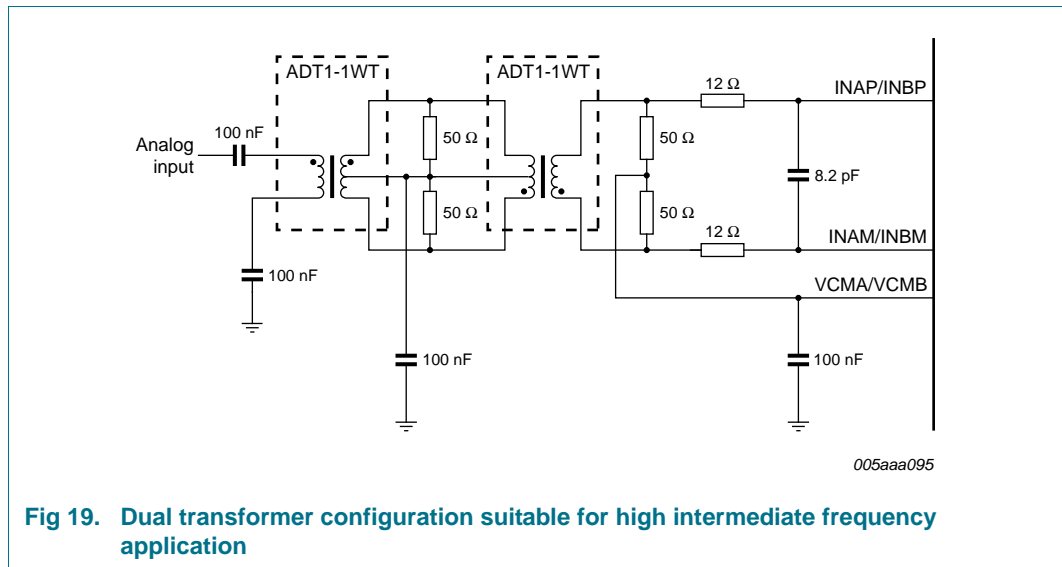 ADT1-1WT
ADT1-1WT
12 Ω
INAP/INBP
Analog
input
100 nF
50 Ω
50 Ω
8.2 pF
50 Ω
50 Ω
12 Ω
INAM/INBM
100 nF
VCMA/VCMB
100 nF
100 nF
005aaa095
Fig 19. Dual transformer configuration suitable for high intermediate frequency
application